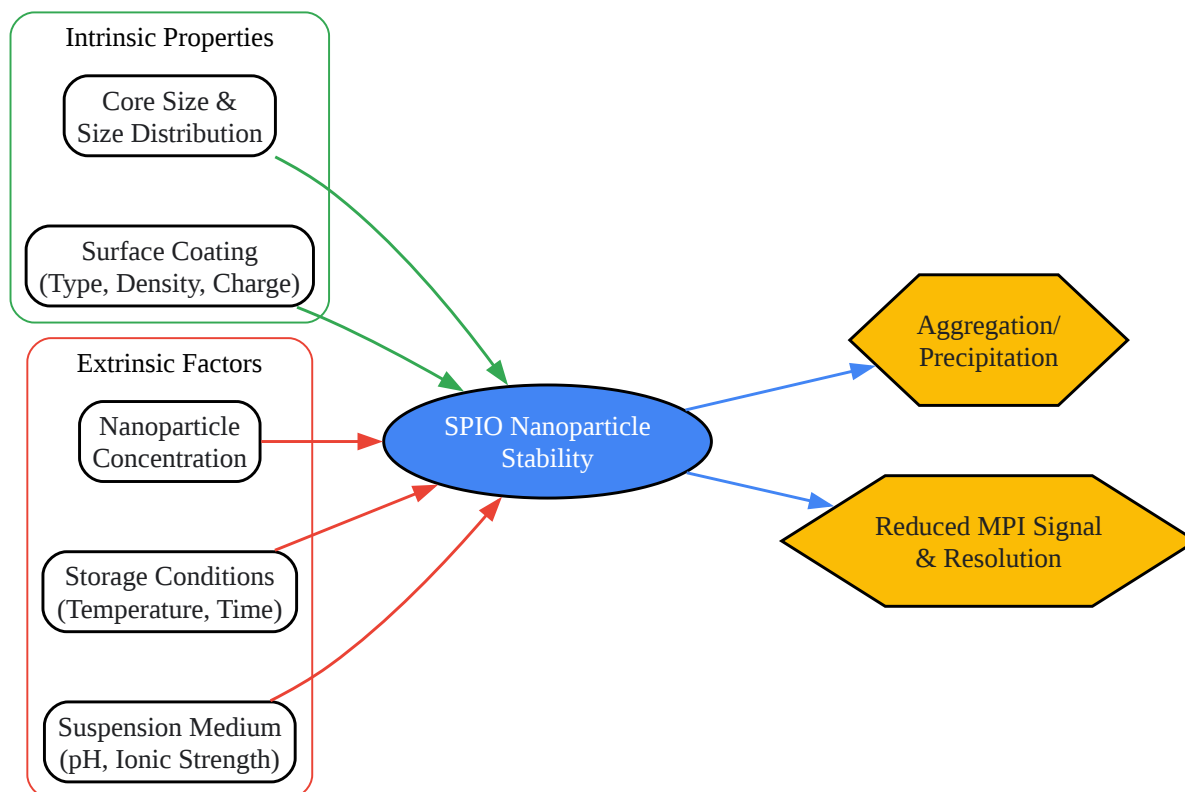 Intrinsic Properties
Core Size &
Size Distribution
Surface Coating
(Type, Density, Charge)
Extrinsic Factors
Nanoparticle
Concentration
Storage Conditions
(Temperature, Time)
Suspension Medium
(pH, Ionic Strength)
SPIO Nanoparticle
Stability
Aggregation/
Precipitation
Reduced MPI Signal
& Resolution